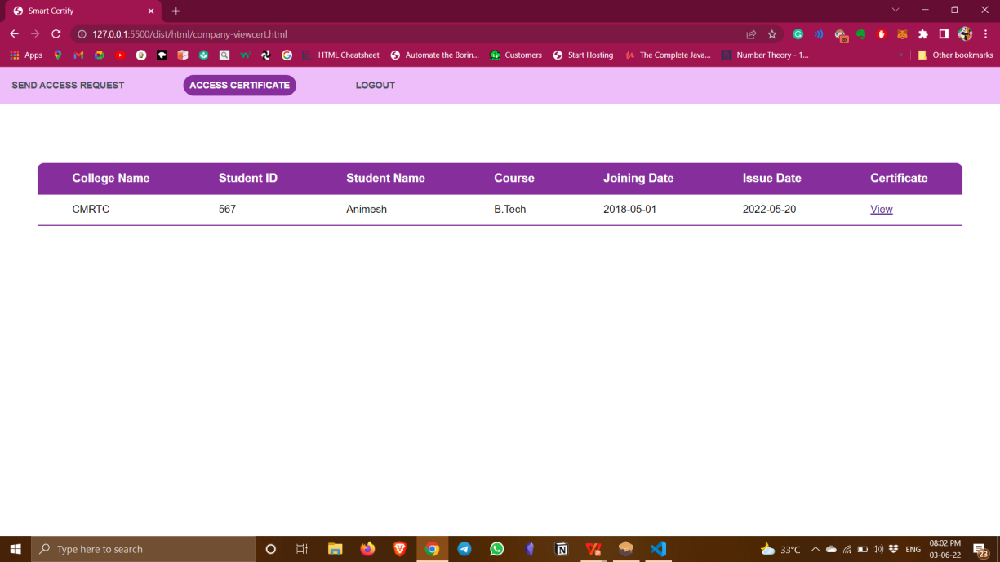 Smart Certify
127.0.0.1:5500/dist/html/company-viewcert.html
Apps HTML Cheatsheet Automate the Borin... Customers Start Hosting The Complete Java... Number Theory - 1... » Other bookmarks
SEND ACCESS REQUEST ACCESS CERTIFICATE LOGOUT
College Name Student ID Student Name Course Joining Date Issue Date Certificate
CMRTC 567 Animesh B.Tech 2018-05-01 2022-05-20 View
Type here to search
33°C ENG
08:02 PM
03-06-22
23